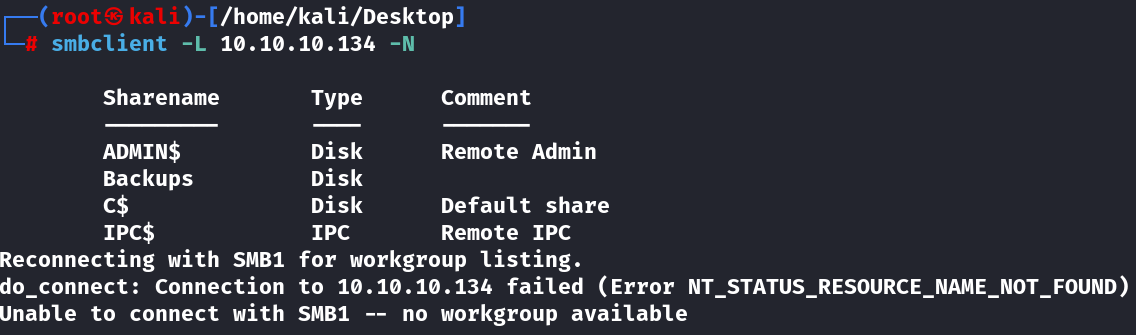 ┌──(root㉿kali)-[/home/kali/Desktop]
└─# smbclient -L 10.10.10.134 -N
Sharename       Type      Comment
---------       ----      -------
ADMIN$          Disk      Remote Admin
Backups         Disk
C$              Disk      Default share
IPC$            IPC       Remote IPC
Reconnecting with SMB1 for workgroup listing.
do_connect: Connection to 10.10.10.134 failed (Error NT_STATUS_RESOURCE_NAME_NOT_FOUND)
Unable to connect with SMB1 -- no workgroup available